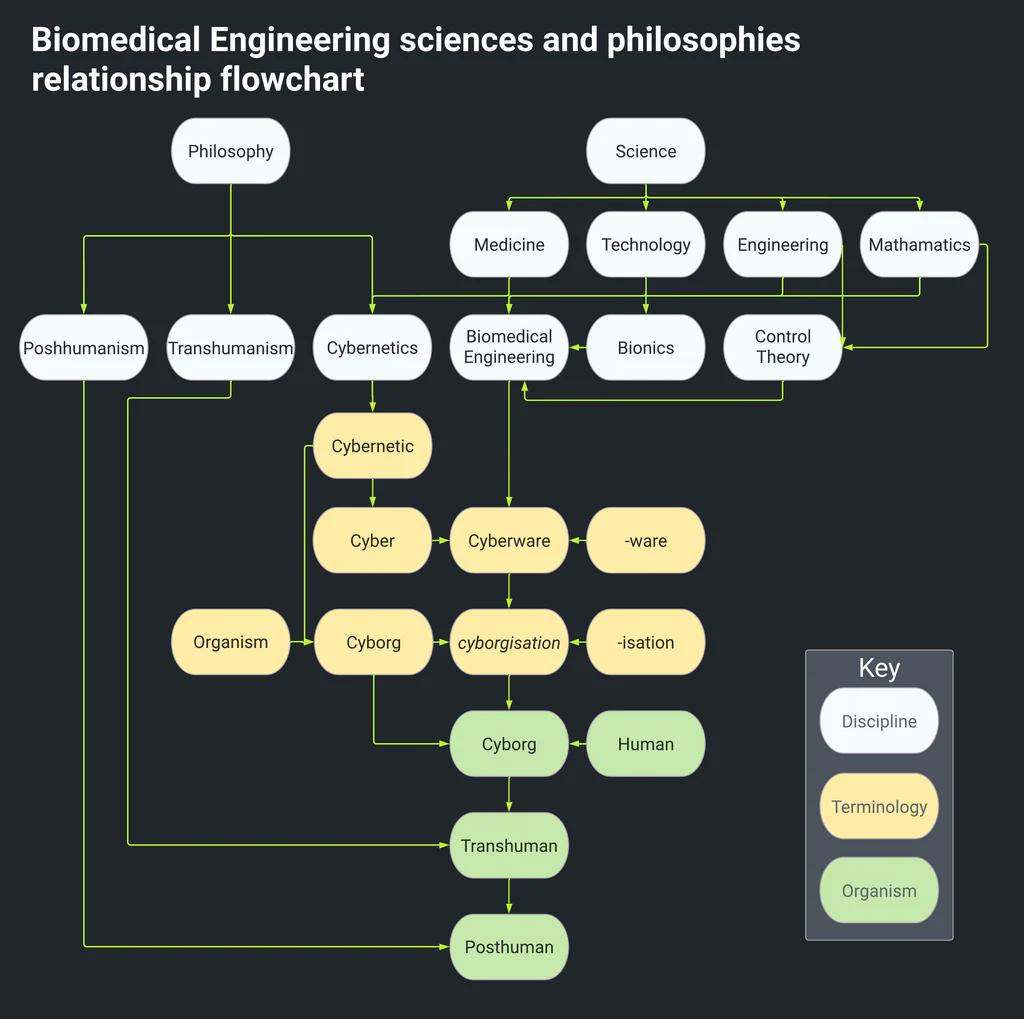 Biomedical Engineering sciences and philosophies
relationship flowchart
Philosophy
Science
Medicine
Technology
Engineering
Mathamatics
Poshhumanism
Transhumanism
Cybernetics
Biomedical
Engineering
Bionics
Control
Theory
Cybernetic
Cyber
Cyberware
-ware
Organism
Cyborg
cyborgisation
-isation
Cyborg
Human
Transhuman
Posthuman
Key
Discipline
Terminology
Organism